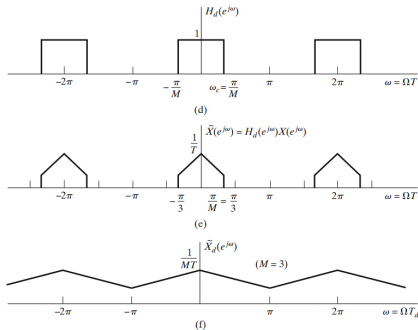 H_d(e^{jω})
1
−2π −π −π/M ω_c = π/M π 2π ω = ΩT
(d)
X̃(e^{jω}) = H_d(e^{jω})X(e^{jω})
1/T
−2π −π −π/3 π/M = π/3 π 2π ω = ΩT
(e)
X̃_d(e^{jω})
1/MT (M = 3)
−2π −π π 2π ω = ΩT_d
(f)